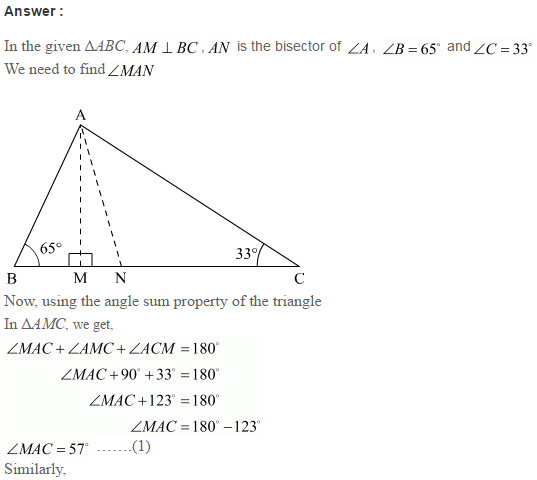 Answer :
In the given ΔABC, AM ⊥ BC , AN is the bisector of ∠A , ∠B = 65° and ∠C = 33°
We need to find ∠MAN
A
65°
33°
B M N C
Now, using the angle sum property of the triangle
In ΔAMC, we get,
∠MAC + ∠AMC + ∠ACM = 180°
∠MAC + 90° + 33° = 180°
∠MAC + 123° = 180°
∠MAC = 180° − 123°
∠MAC = 57° .......(1)
Similarly,